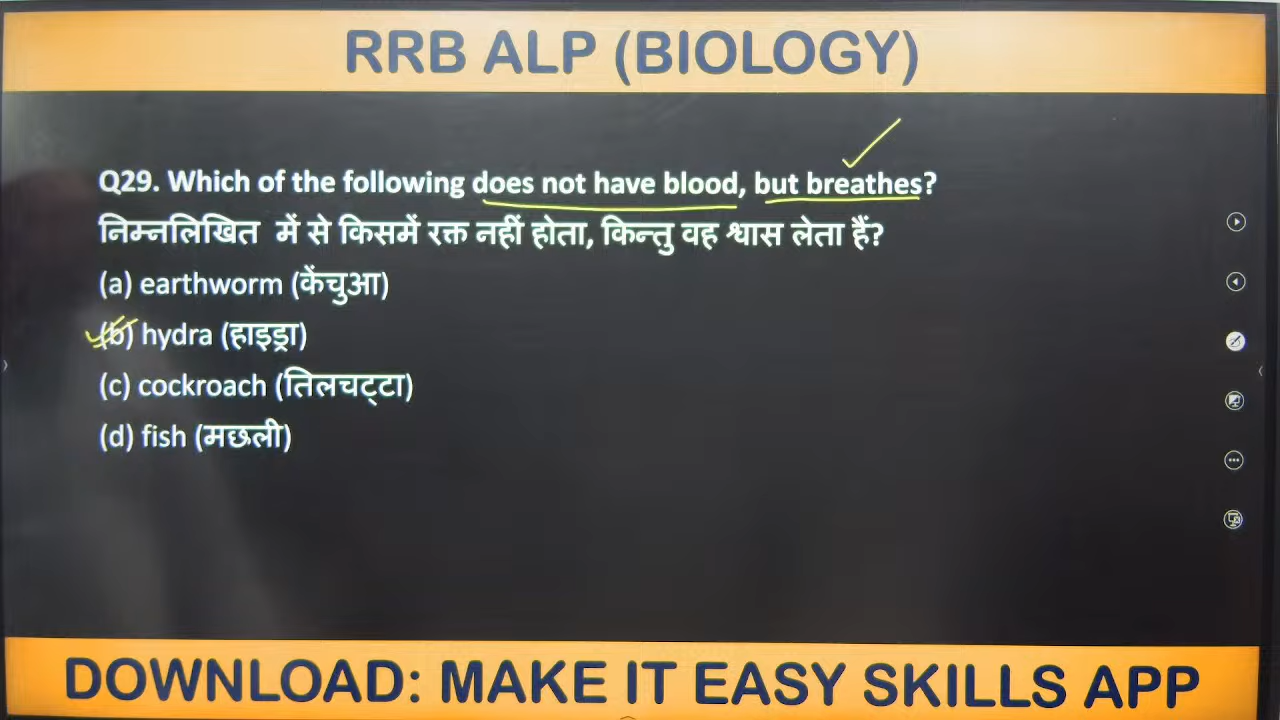 RRB ALP (BIOLOGY)
Q29. Which of the following does not have blood, but breathes?
निम्नलिखित में से किसमें रक्त नहीं होता, किन्तु वह श्वास लेता हैं?
(a) earthworm (केंचुआ)
(b) hydra (हाइड्रा)
(c) cockroach (तिलचट्टा)
(d) fish (मछली)
DOWNLOAD: MAKE IT EASY SKILLS APP